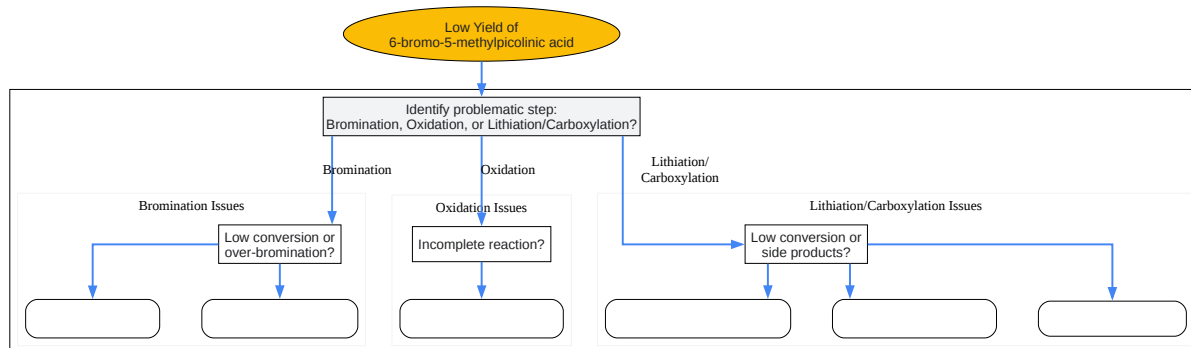 Low Yield of
6-bromo-5-methylpicolinic acid
Identify problematic step:
Bromination, Oxidation, or Lithiation/Carboxylation?
Bromination
Oxidation
Lithiation/
Carboxylation
Bromination Issues
Oxidation Issues
Lithiation/Carboxylation Issues
Low conversion or
over-bromination?
Incomplete reaction?
Low conversion or
side products?